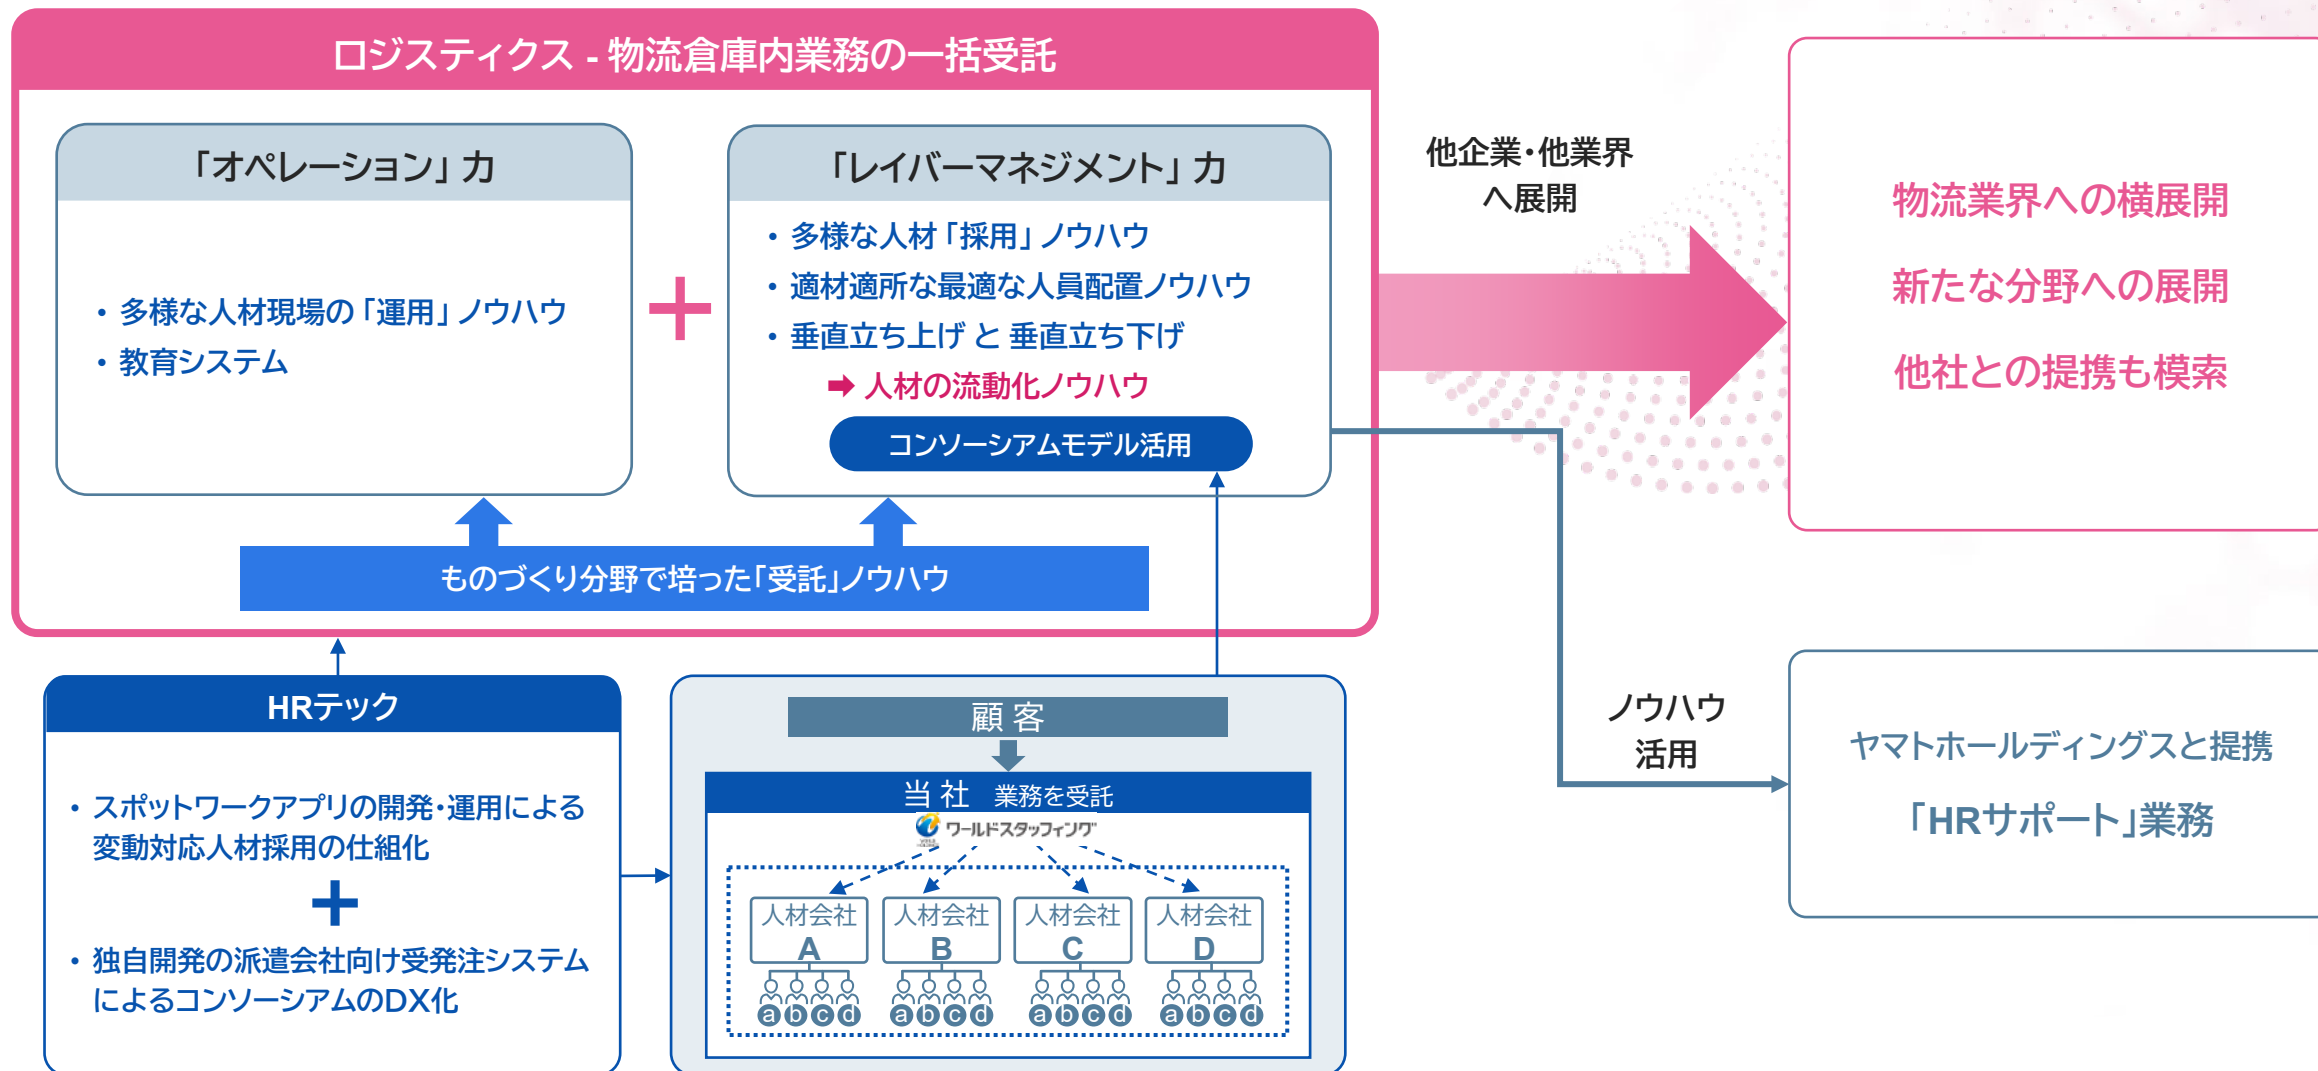 ロジスティクス - 物流倉庫内業務の一括受託
「オペレーション」力
・多様な人材現場の「運用」ノウハウ
・教育システム
+
「レイバーマネジメント」力
・多様な人材「採用」ノウハウ
・適材適所な最適な人員配置ノウハウ
・垂直立ち上げ と 垂直立ち下げ
➡ 人材の流動化ノウハウ
コンソーシアムモデル活用
ものづくり分野で培った「受託」ノウハウ
他企業・他業界
へ展開
物流業界への横展開
新たな分野への展開
他社との提携も模索
HRテック
・スポットワークアプリの開発・運用による
変動対応人材採用の仕組化
+
・独自開発の派遣会社向け受発注システム
によるコンソーシアムのDX化
顧客
当社 業務を受託
ワールドスタッフィング
人材会社
A
a b c d
人材会社
B
a b c d
人材会社
C
a b c d
人材会社
D
a b c d
ノウハウ
活用
ヤマトホールディングスと提携
「HRサポート」業務